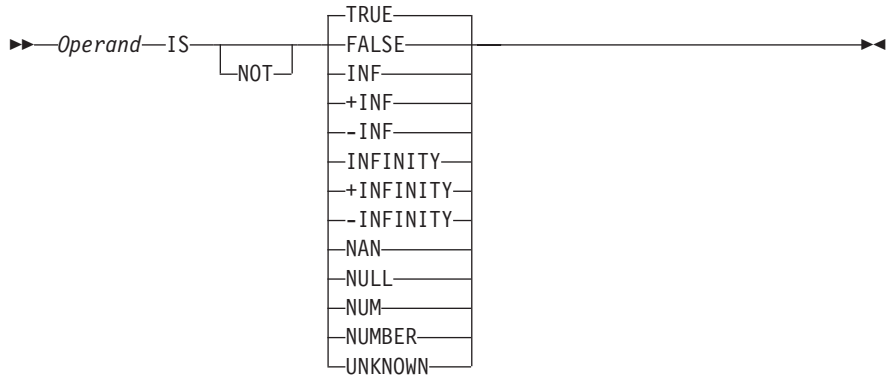 TRUE
Operand IS NOT FALSE
INF
+INF
-INF
INFINITY
+INFINITY
-INFINITY
NAN
NULL
NUM
NUMBER
UNKNOWN